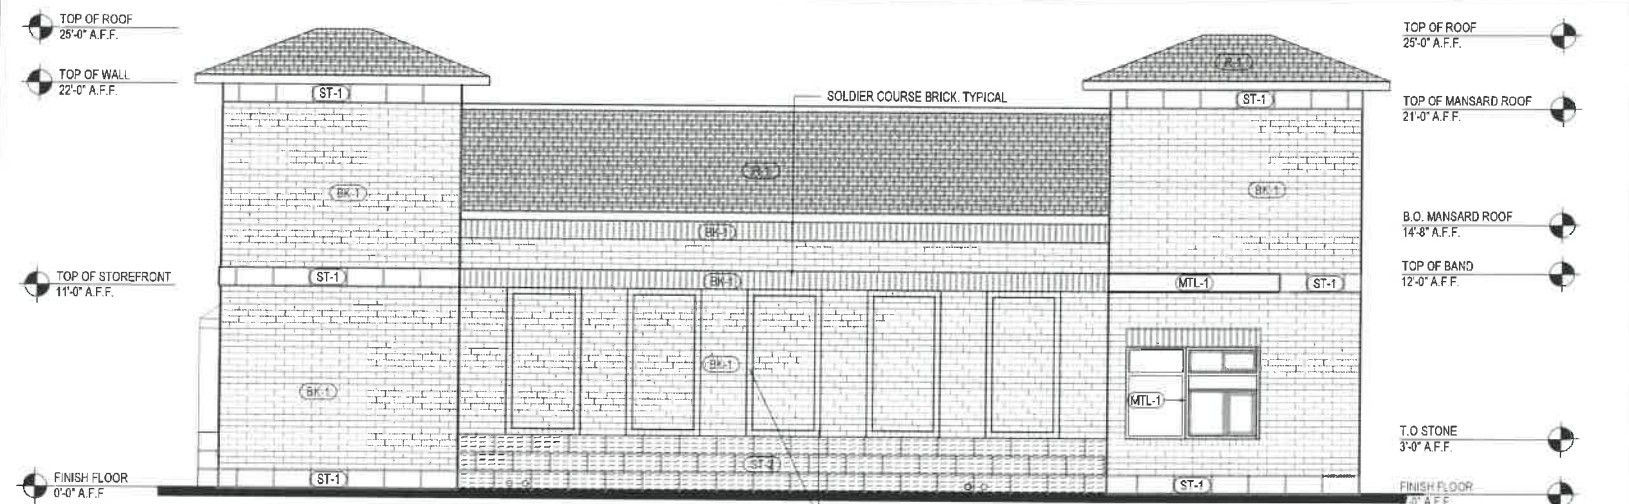 TOP OF ROOF
25'-0" A.F.F.
TOP OF WALL
22'-0" A.F.F.
TOP OF STOREFRONT
11'-0" A.F.F.
FINISH FLOOR
0'-0" A.F.F
ST-1
BK-1
ST-1
BK-1
ST-1
SOLDIER COURSE BRICK. TYPICAL
R-1
BK-1
BK-1
BK-1
R-1
ST-1
BK-1
MTL-1
ST-1
MTL-1
ST-1
TOP OF ROOF
25'-0" A.F.F.
TOP OF MANSARD ROOF
21'-0" A.F.F.
B.O. MANSARD ROOF
14'-8" A.F.F.
TOP OF BAND
12'-0" A.F.F.
T.O STONE
3'-0" A.F.F.
FINISH FLOOR